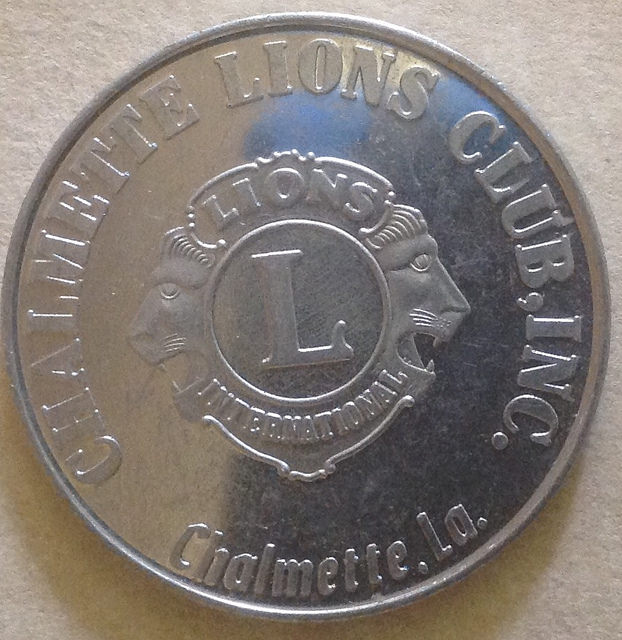 CHALMETTE LIONS CLUB, INC.
LIONS
L
INTERNATIONAL
Chalmette, La.